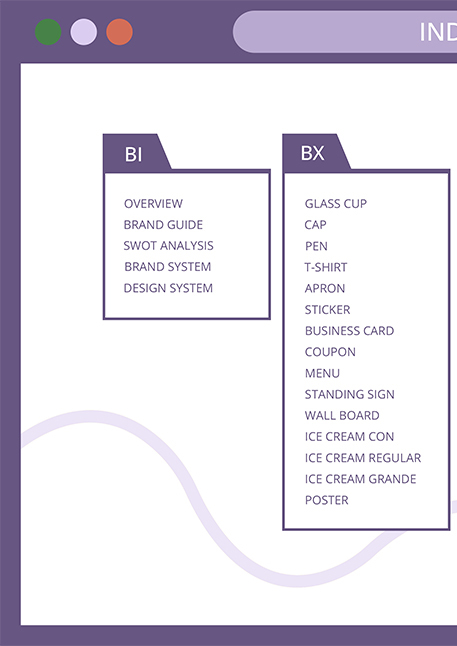 IND
BI
OVERVIEW
BRAND GUIDE
SWOT ANALYSIS
BRAND SYSTEM
DESIGN SYSTEM
BX
GLASS CUP
CAP
PEN
T-SHIRT
APRON
STICKER
BUSINESS CARD
COUPON
MENU
STANDING SIGN
WALL BOARD
ICE CREAM CON
ICE CREAM REGULAR
ICE CREAM GRANDE
POSTER